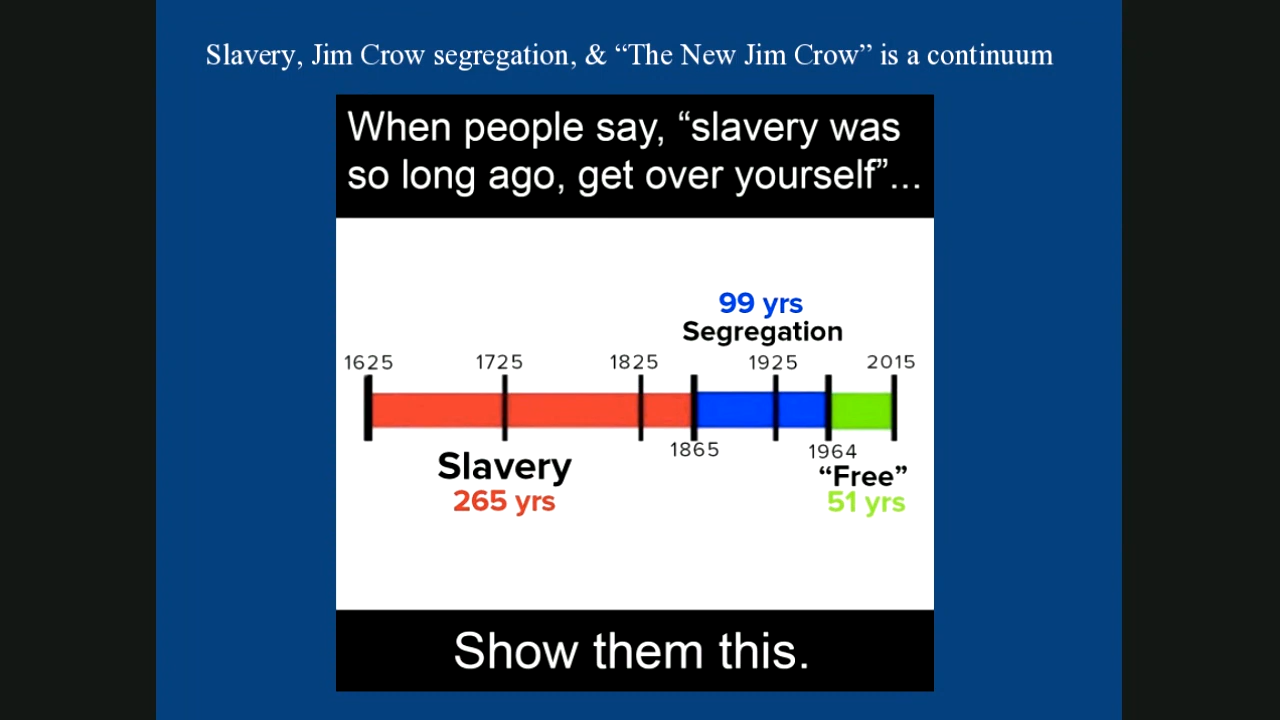 Slavery, Jim Crow segregation, & “The New Jim Crow” is a continuum
When people say, “slavery was
so long ago, get over yourself”...
99 yrs
Segregation
1625 1725 1825 1925 2015
1865 1964
Slavery “Free”
265 yrs 51 yrs
Show them this.